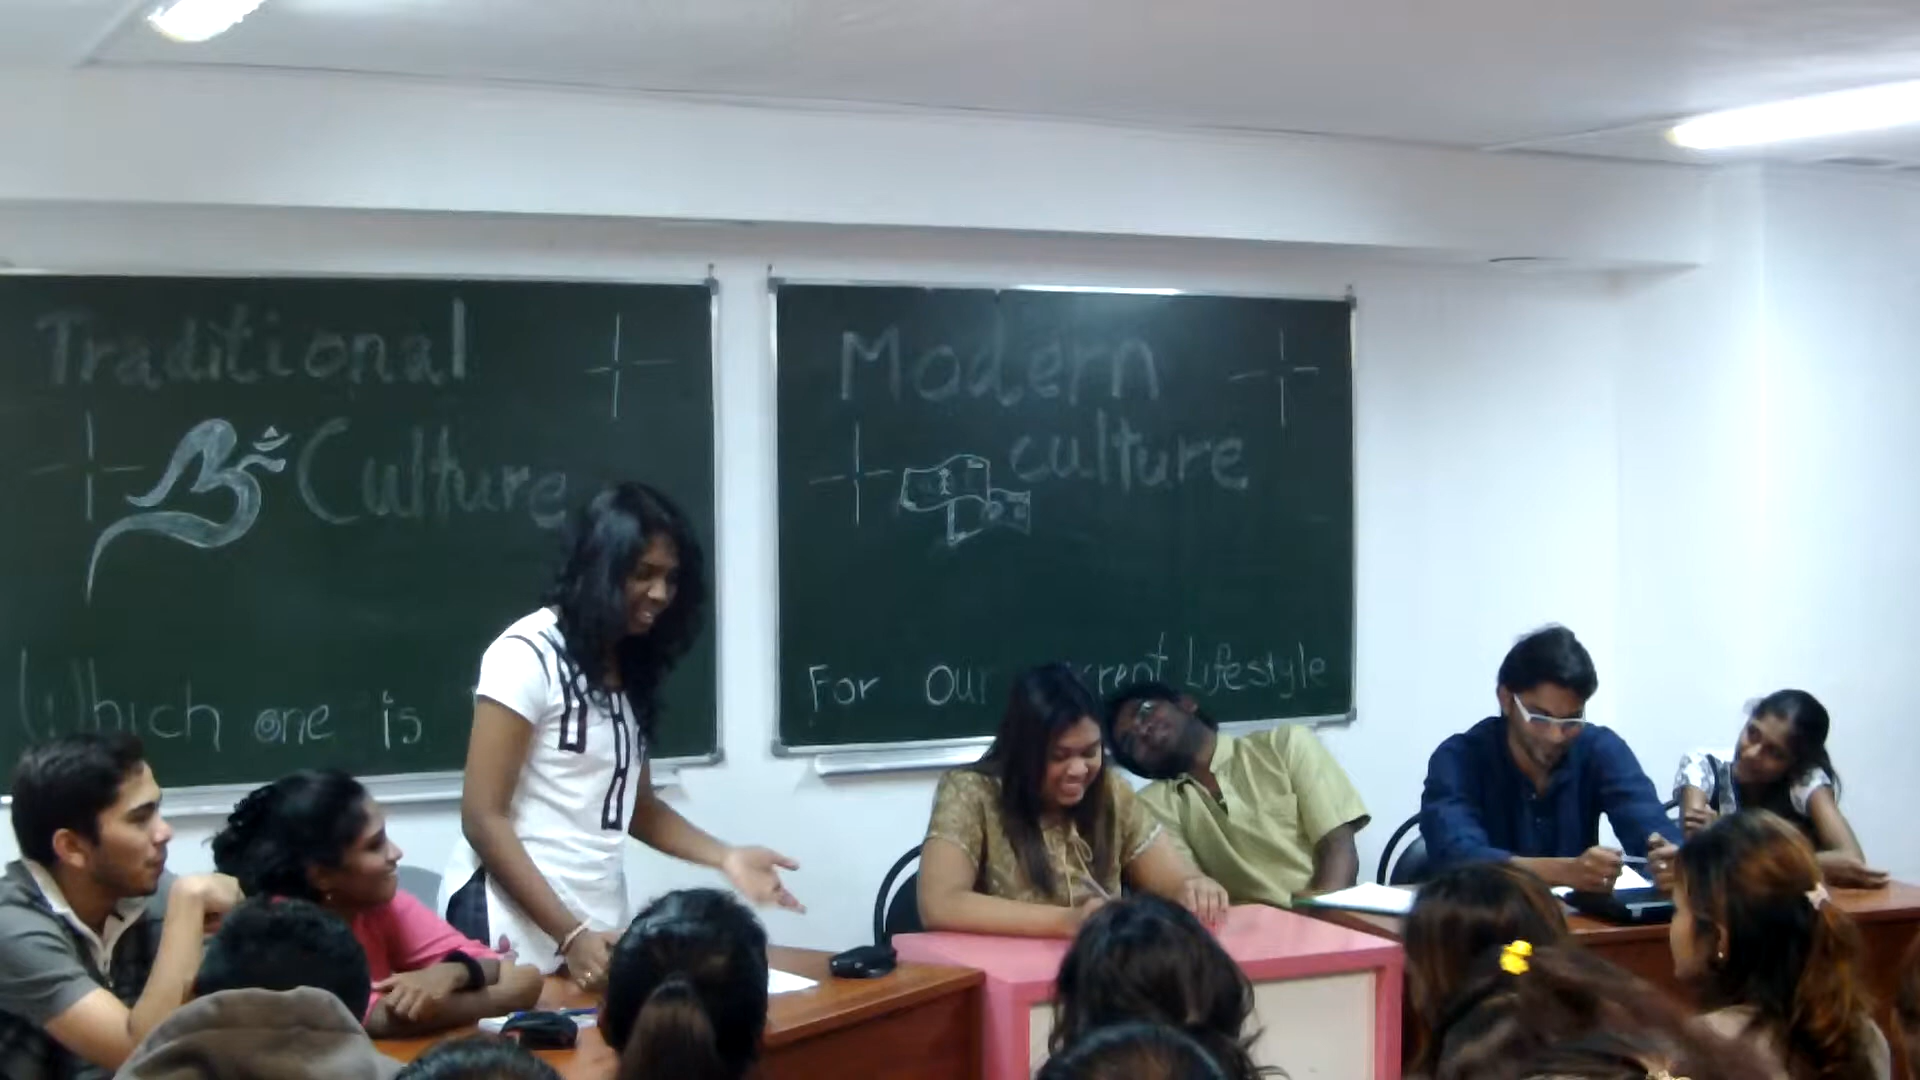 Traditional
ॐ Culture
Which one is
Modern
culture
For our Lifestyle